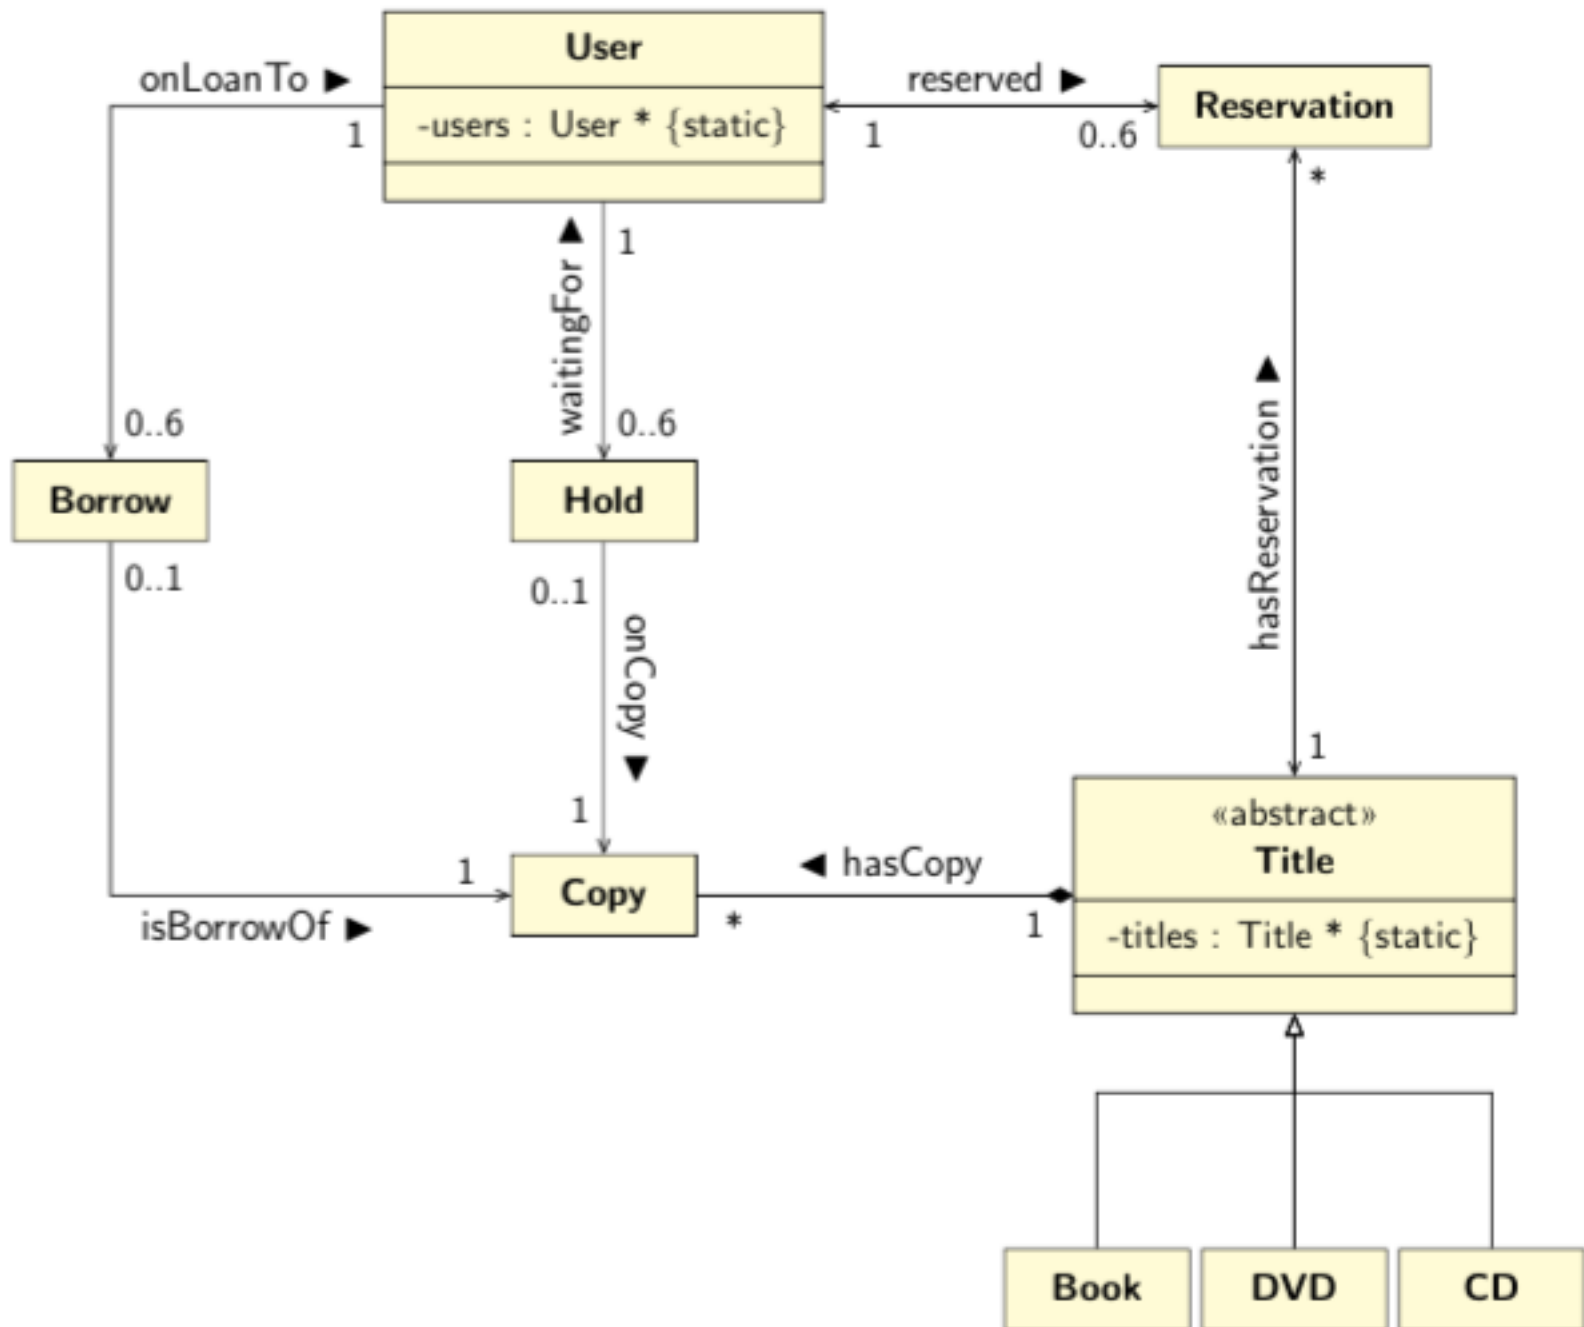 User
-users : User * {static}
onLoanTo ►
1
reserved ►
1
0..6
Reservation
*
1
waitingFor ►
0..6
0..6
hasReservation ►
Borrow
Hold
0..1
0..1
onCopy ►
1
1
1
«abstract»
Title
-titles : Title * {static}
Copy
◄ hasCopy
*
1
isBorrowOf ►
Book
DVD
CD